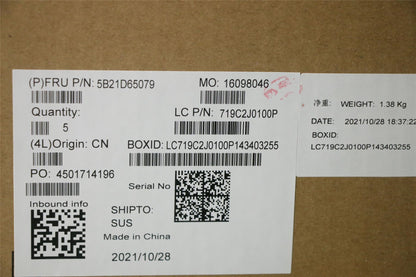 (P)FRU P/N: 5B21D65079
MO: 16098046
Quantity:
5
LC P/N: 719C2J0100P
(4L)Origin: CN
BOXID: LC719C2J0100P143403255
PO: 4501714196
Serial No
Inbound info
SHIPTO:
SUS
Made in China
2021/10/28
净重: WEIGHT: 1.38 Kg
DATE: 2021/10/28 18:37:22
BOXID:
LC719C2J0100P143403255